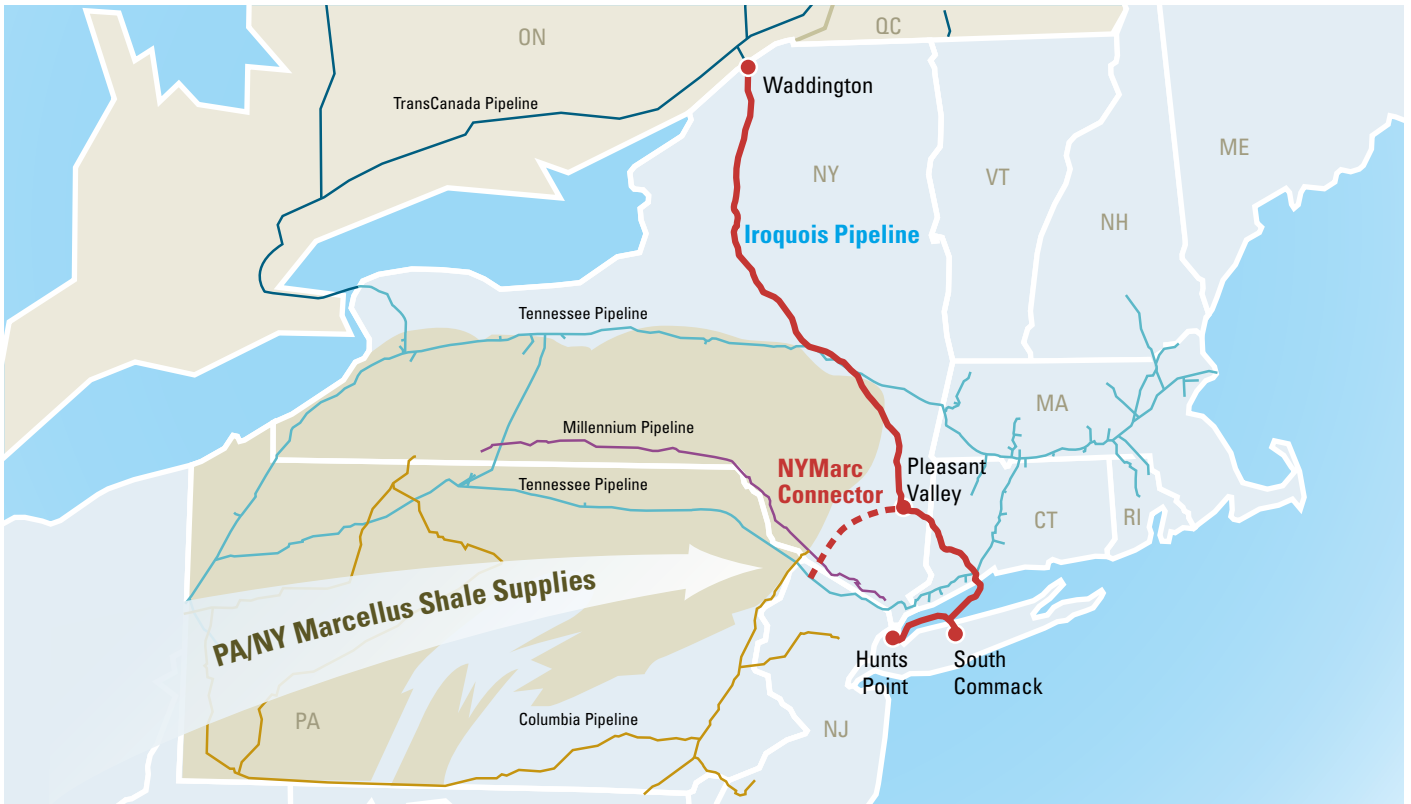 ON
QC
TransCanada Pipeline
Waddington
NY
VT
ME
NH
Iroquois Pipeline
Tennessee Pipeline
MA
Millennium Pipeline
NYMarc
Connector
Pleasant
Valley
Tennessee Pipeline
CT
RI
PA/NY Marcellus Shale Supplies
Hunts
Point
South
Commack
PA
Columbia Pipeline
NJ